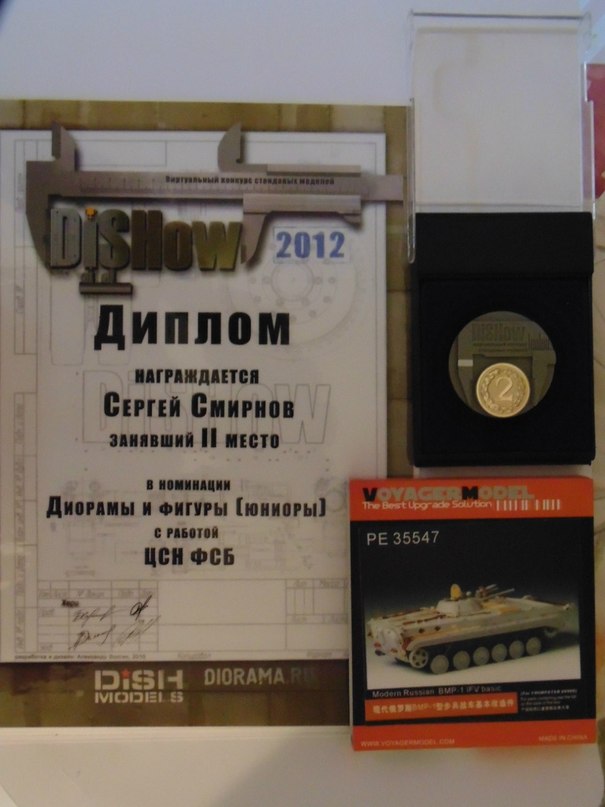 Виртуальный конкурс стендовых моделей
DiSHow 2012
Диплом
награждается
Сергей Смирнов
занявший II место
в номинации
Диорамы и фигуры (юниоры)
с работой
ЦСН ФСБ
DiSH
MODELS
DIORAMA.RU
DISHow
2
VOYAGERMODEL
The Best Upgrade Solution
PE 35547
Modern Russian BMP-1 IFV basic
WWW.VOYAGERMODEL.COM
MADE IN CHINA